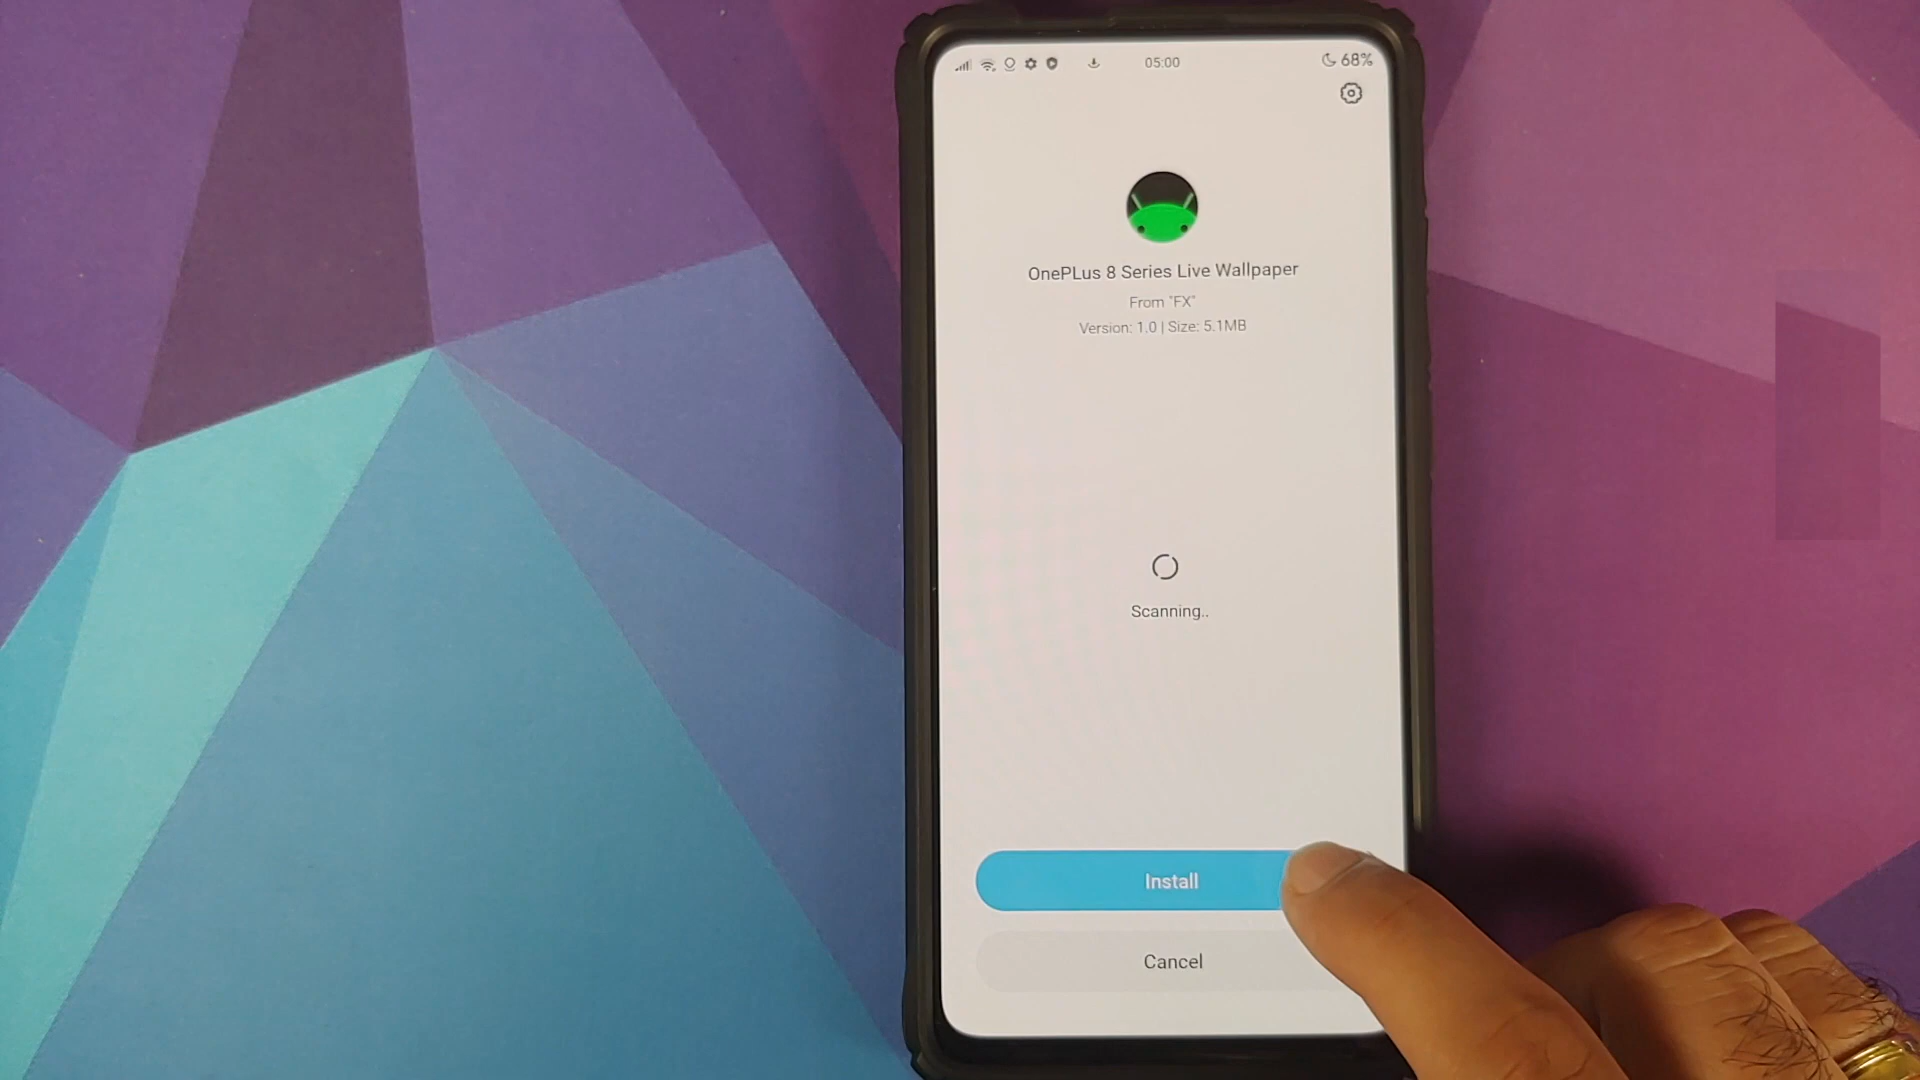 05:00
68%
OnePLus 8 Series Live Wallpaper
From "FX"
Version: 1.0 | Size: 5.1MB
Scanning..
Install
Cancel